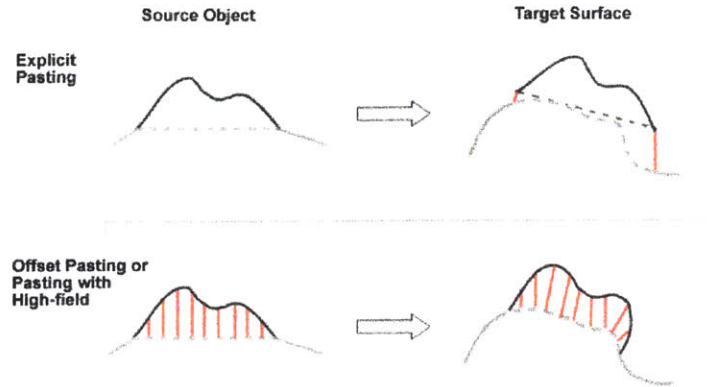 Source Object
Target Surface
Explicit
Pasting
Offset Pasting or
Pasting with
High-field